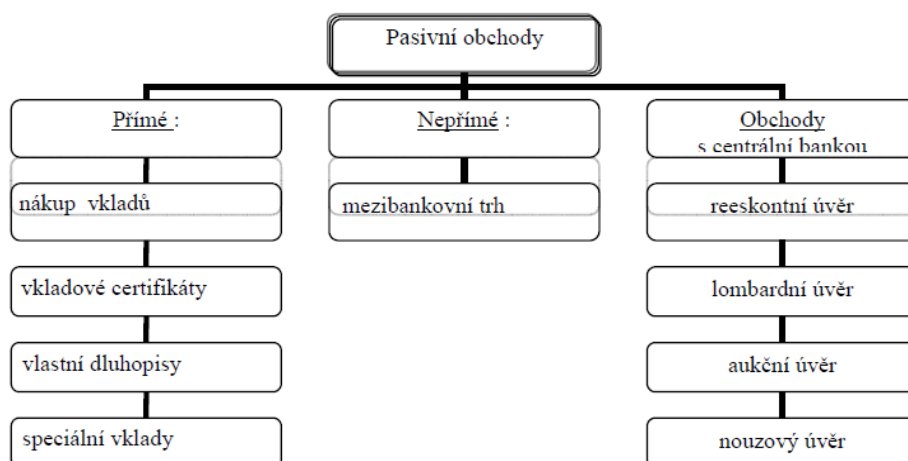 Pasivní obchody
Přímé :
nákup vkladů
vkladové certifikáty
vlastní dluhopisy
speciální vklady
Nepřímé :
mezibankovní trh
Obchody
s centrální bankou
reeskontní úvěr
lombardní úvěr
aukční úvěr
nouzový úvěr